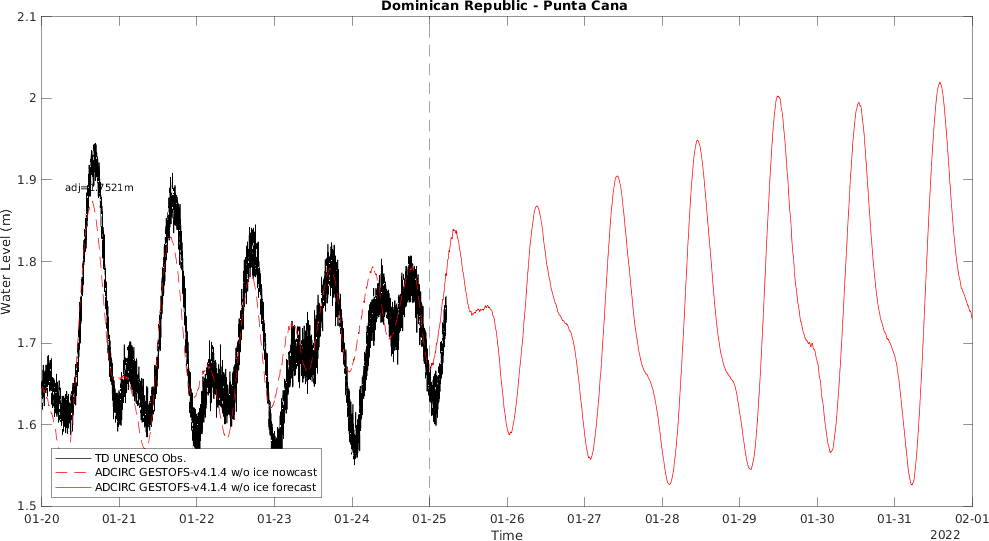 Dominican Republic - Punta Cana
2.1
2
1.9
1.8
1.7
1.6
1.5
Water Level (m)
adj=1.7521m
TD UNESCO Obs.
ADCIRC GESTOFS-v4.1.4 w/o ice nowcast
ADCIRC GESTOFS-v4.1.4 w/o ice forecast
01-20 01-21 01-22 01-23 01-24 01-25 01-26 01-27 01-28 01-29 01-30 01-31 02-01
Time
2022